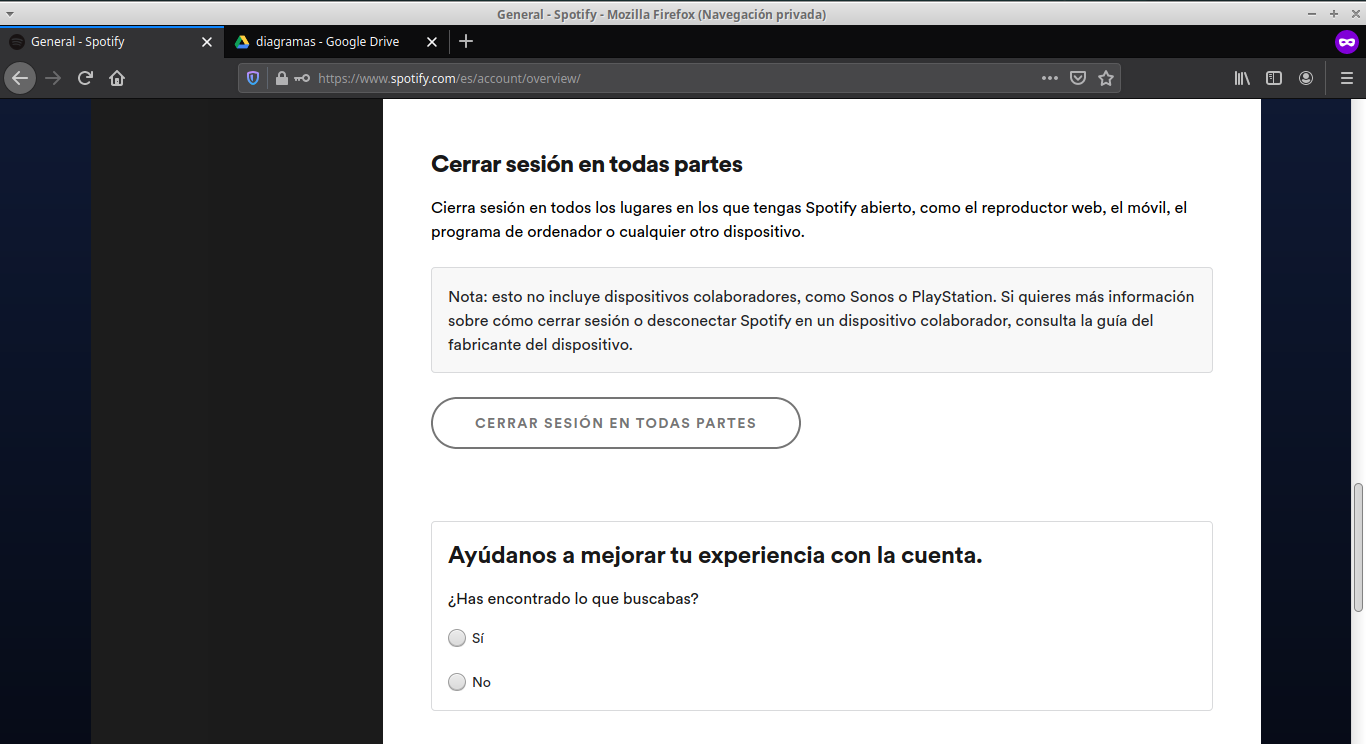 General - Spotify - Mozilla Firefox (Navegación privada)
General - Spotify
diagramas - Google Drive
https://www.spotify.com/es/account/overview/
Cerrar sesión en todas partes
Cierra sesión en todos los lugares en los que tengas Spotify abierto, como el reproductor web, el móvil, el
programa de ordenador o cualquier otro dispositivo.
Nota: esto no incluye dispositivos colaboradores, como Sonos o PlayStation. Si quieres más información
sobre cómo cerrar sesión o desconectar Spotify en un dispositivo colaborador, consulta la guía del
fabricante del dispositivo.
CERRAR SESIÓN EN TODAS PARTES
Ayúdanos a mejorar tu experiencia con la cuenta.
¿Has encontrado lo que buscabas?
Sí
No